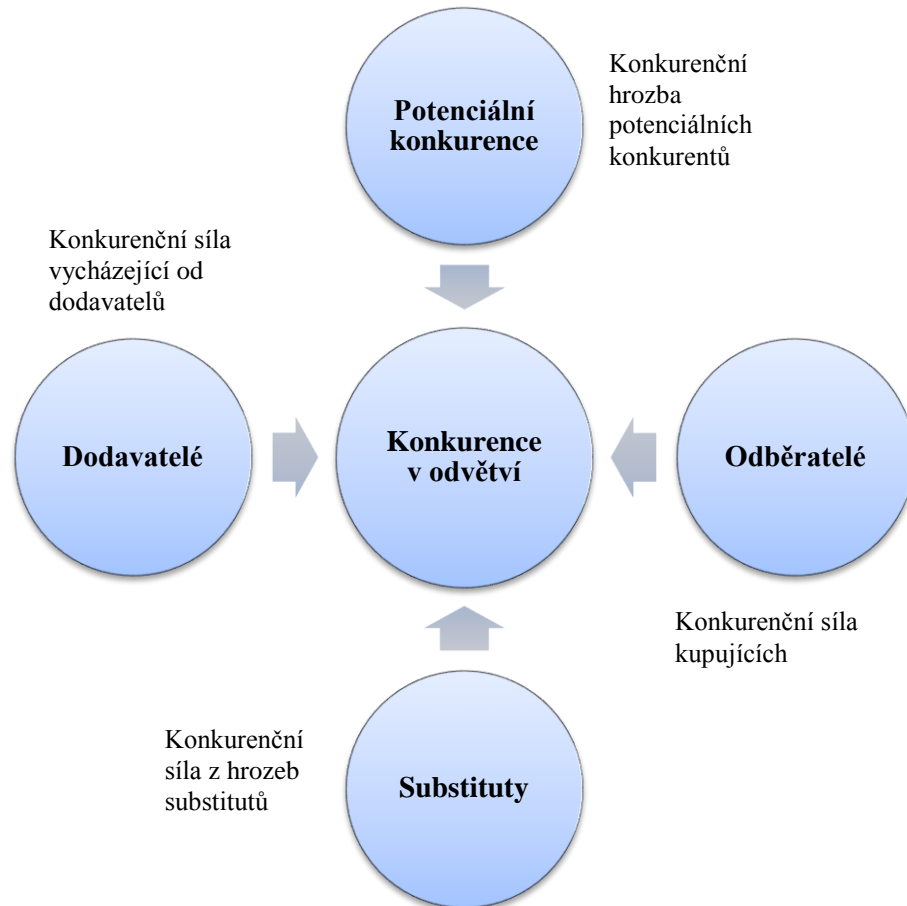 Potenciální
konkurence
Konkurenční
hrozba
potenciálních
konkurentů
Konkurenční síla
vycházející od
dodavatelů
Dodavatelé
Konkurence
v odvětví
Odběratelé
Konkurenční síla
kupujících
Konkurenční
síla z hrozeb
substitutů
Substituty